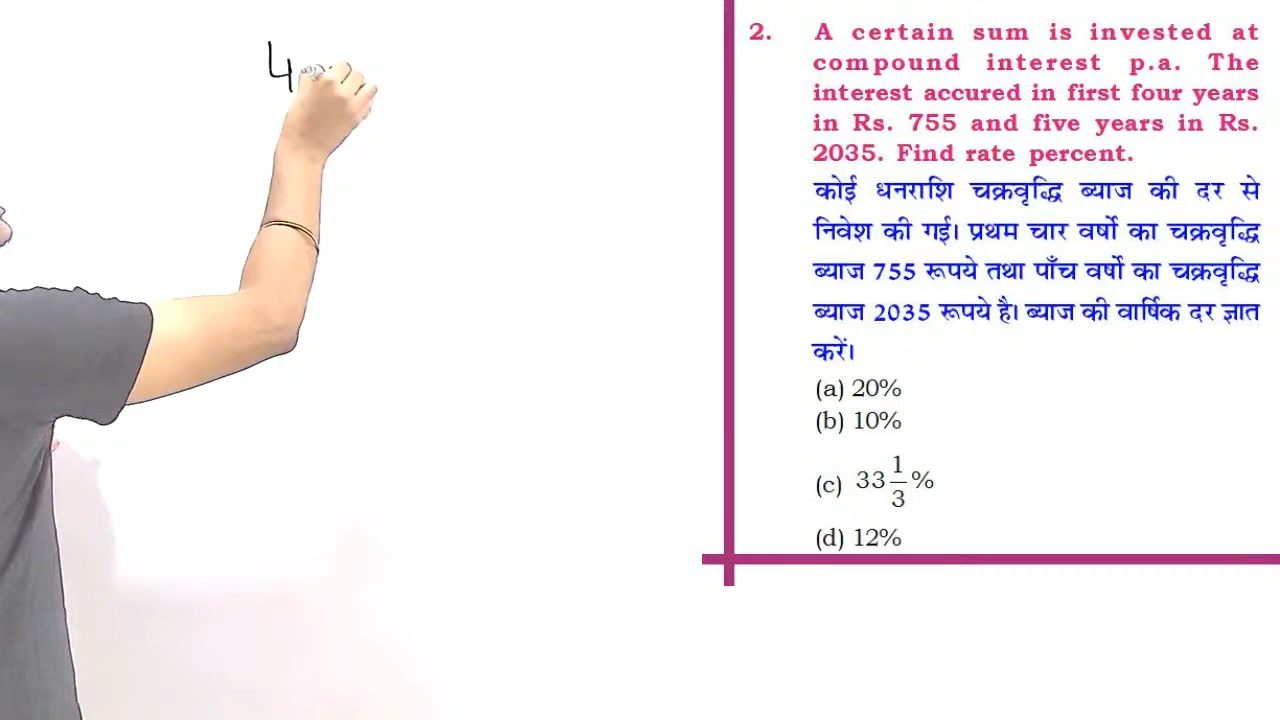 4
2. A certain sum is invested at
compound interest p.a. The
interest accured in first four years
in Rs. 755 and five years in Rs.
2035. Find rate percent.
कोई धनराशि चक्रवृद्धि ब्याज की दर से
निवेश की गई। प्रथम चार वर्षो का चक्रवृद्धि
ब्याज 755 रूपये तथा पाँच वर्षो का चक्रवृद्धि
ब्याज 2035 रूपये है। ब्याज की वार्षिक दर ज्ञात
करें।
(a) 20%
(b) 10%
(c) 33 1/3 %
(d) 12%